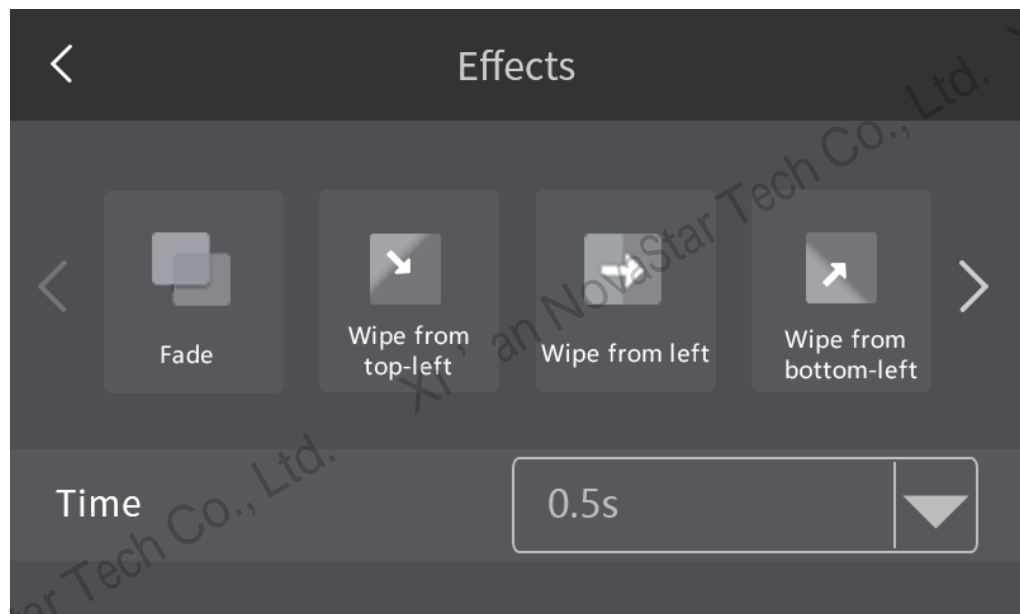 Effects
Fade
Wipe from
top-left
Wipe from left
Wipe from
bottom-left
Time
0.5s
Xi’an NovaStar Tech Co., Ltd.
tar Tech Co., Ltd.
X